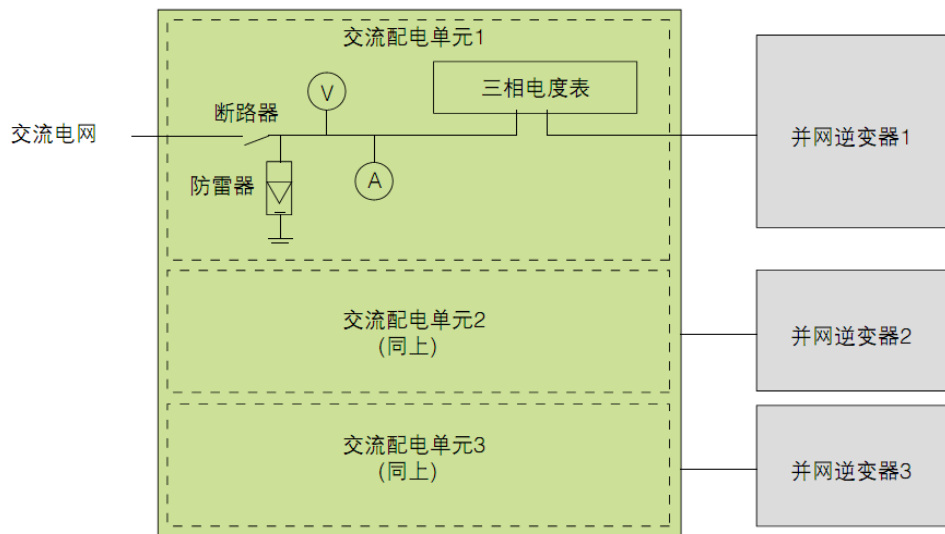 交流配电单元1
V
三相电度表
断路器
交流电网
并网逆变器1
防雷器
A
交流配电单元2
(同上)
并网逆变器2
交流配电单元3
(同上)
并网逆变器3